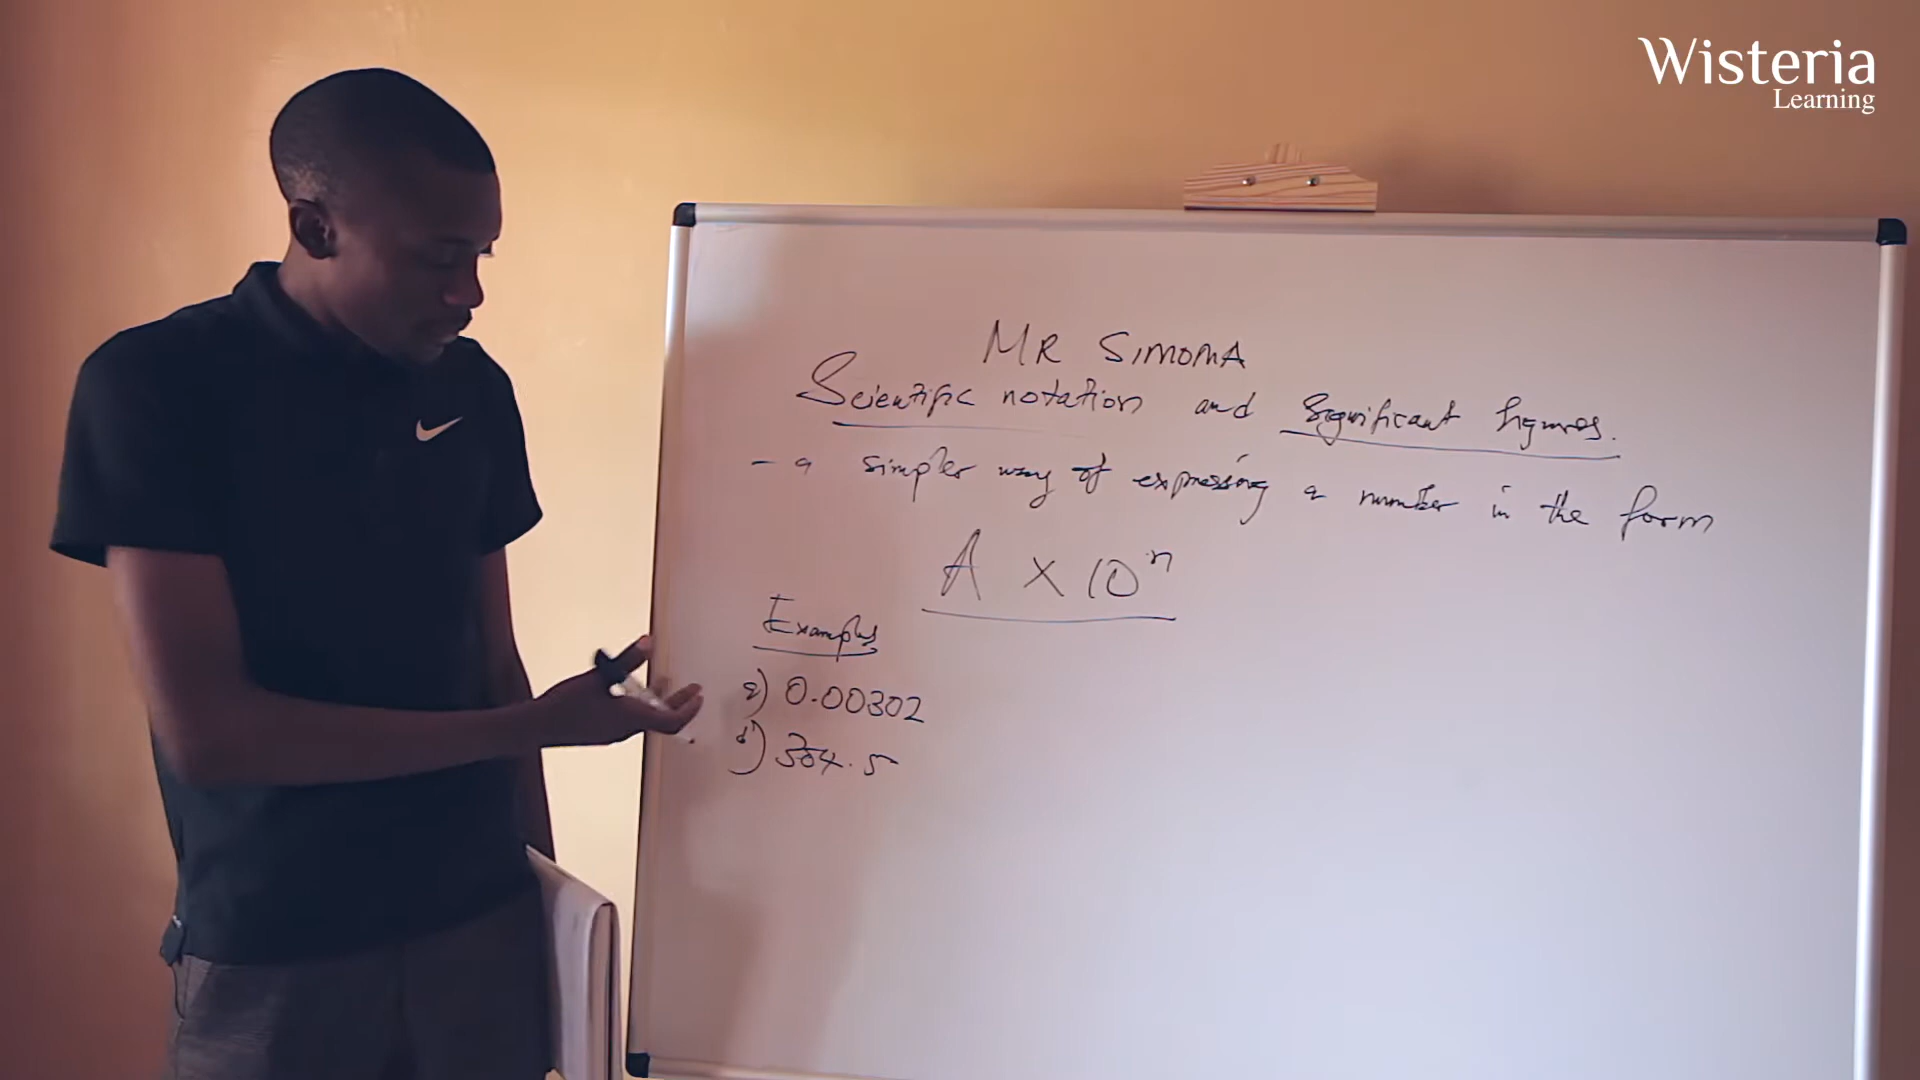 Wisteria
Learning
MR SIMOMA
Scientific notation and Significant figures.
- a simpler way of expressing a number in the form
A × 10ⁿ
Examples
a) 0.00302
304.5